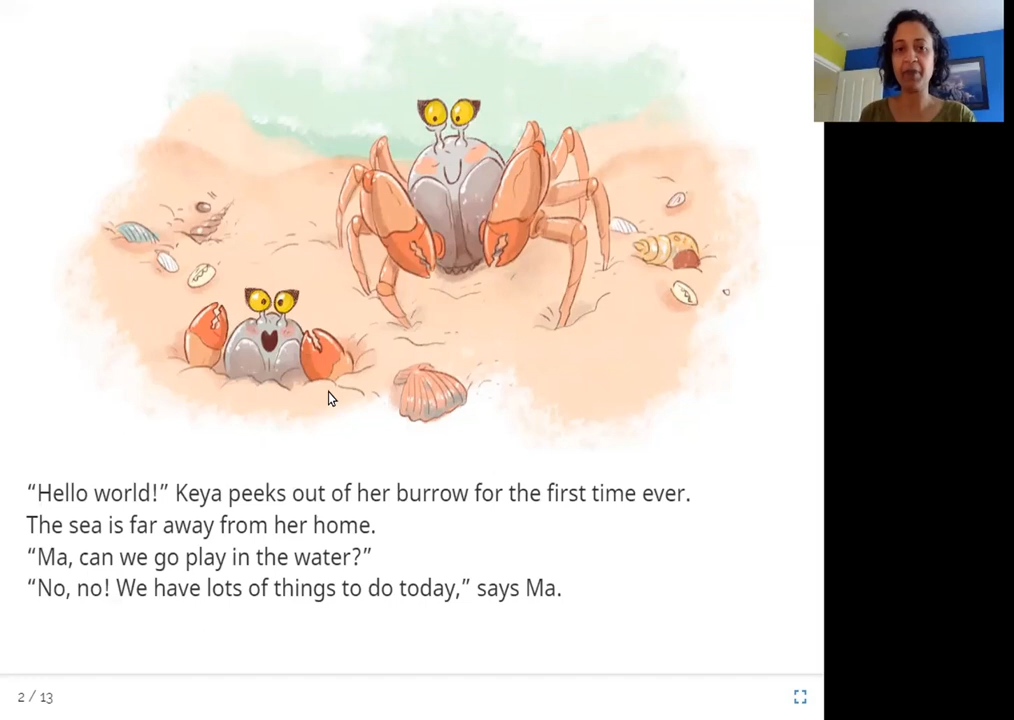 “Hello world!” Keya peeks out of her burrow for the first time ever.
The sea is far away from her home.
“Ma, can we go play in the water?”
“No, no! We have lots of things to do today,” says Ma.
2 / 13